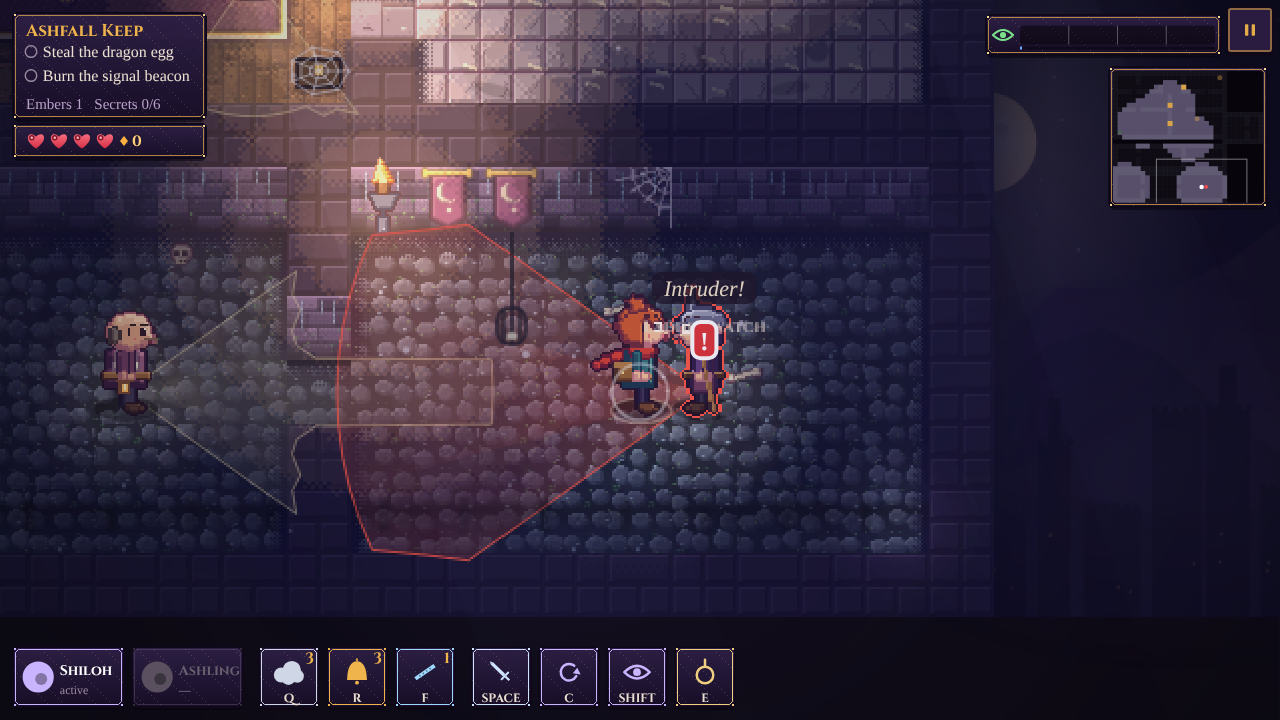 ASHFALL KEEP
Steal the dragon egg
Burn the signal beacon
Embers 1 Secrets 0/6
0
Intruder!
!
SHILOH
active
ASHLING
—
3
Q
3
R
1
F
SPACE
C
SHIFT
E